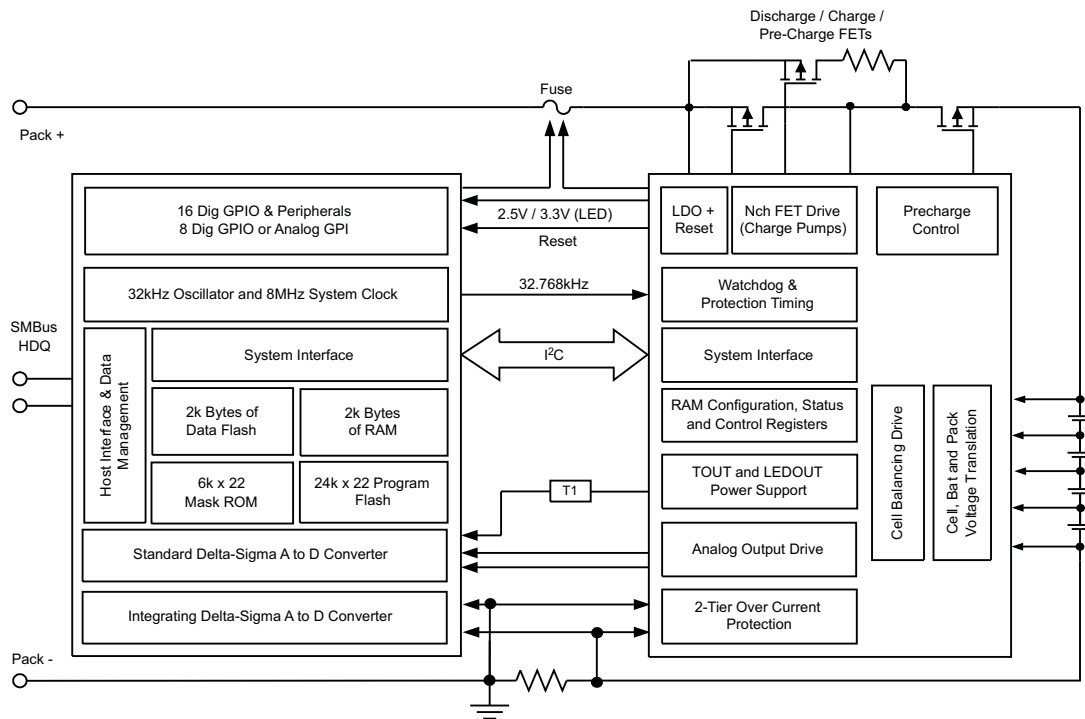 Discharge / Charge /
Pre-Charge FETs
Fuse
Pack +
16 Dig GPIO & Peripherals
8 Dig GPIO or Analog GPI
2.5V / 3.3V (LED)
Reset
LDO +
Reset
Nch FET Drive
(Charge Pumps)
Precharge
Control
32kHz Oscillator and 8MHz System Clock
32.768kHz
Watchdog &
Protection Timing
SMBus
HDQ
Host Interface & Data
Management
System Interface
I²C
System Interface
2k Bytes of
Data Flash
2k Bytes
of RAM
RAM Configuration, Status
and Control Registers
6k x 22
Mask ROM
24k x 22 Program
Flash
T1
TOUT and LEDOUT
Power Support
Cell Balancing Drive
Cell, Bat and Pack
Voltage Translation
Standard Delta-Sigma A to D Converter
Analog Output Drive
Integrating Delta-Sigma A to D Converter
2-Tier Over Current
Protection
Pack -